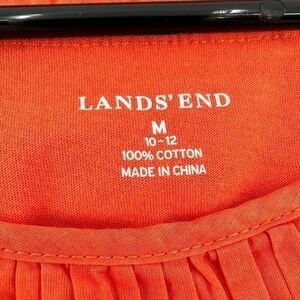 LANDS' END
M
10-12
100% COTTON
MADE IN CHINA